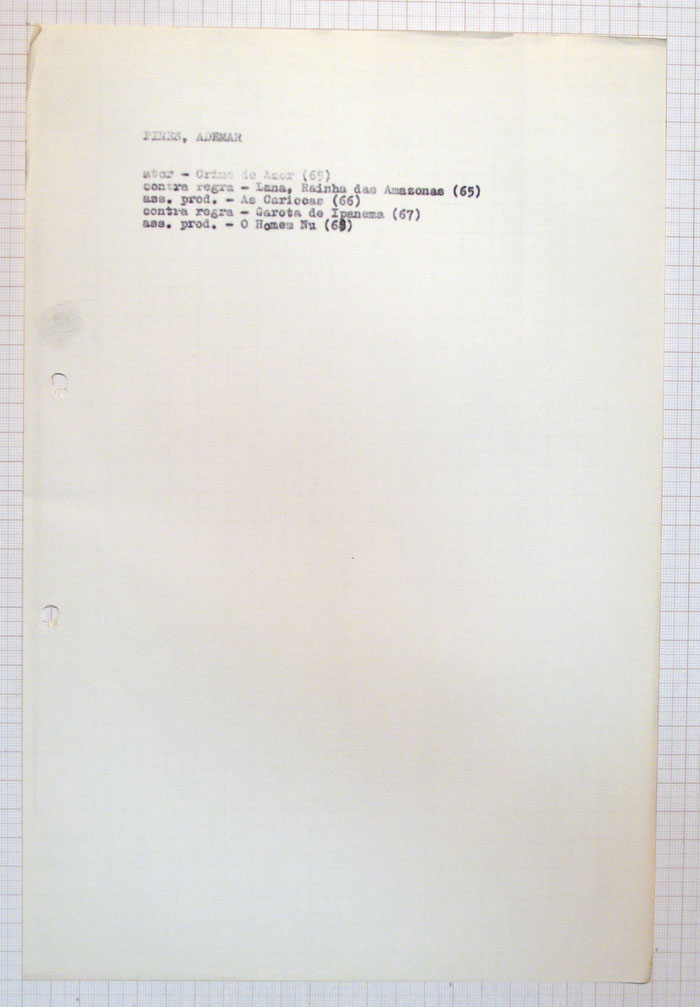 PIRES, ADEMAR
ator - Crime de Amor (65)
contra regra - Lana, Rainha das Amazonas (65)
ass. prod. - As Cariocas (66)
contra regra - Garota de Ipanema (67)
ass. prod. - O Homem Nu